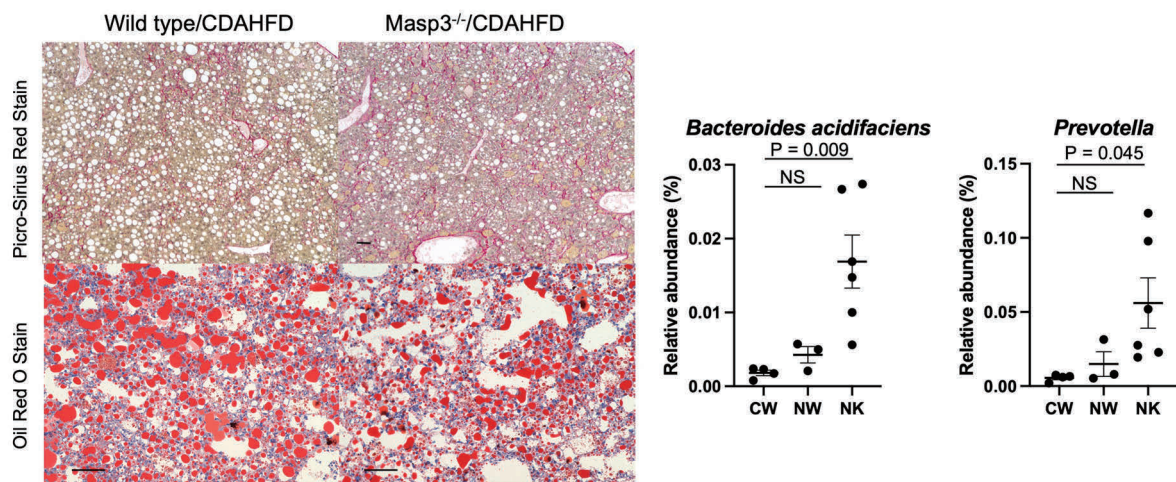 Wild type/CDAHFD
Masp3-/-/CDAHFD
Picro-Sirius Red Stain
Oil Red O Stain
Bacteroides acidifaciens
P = 0.009
NS
Relative abundance (%)
0.03
0.02
0.01
0.00
CW NW NK
Prevotella
P = 0.045
NS
Relative abundance (%)
0.15
0.10
0.05
0.00
CW NW NK